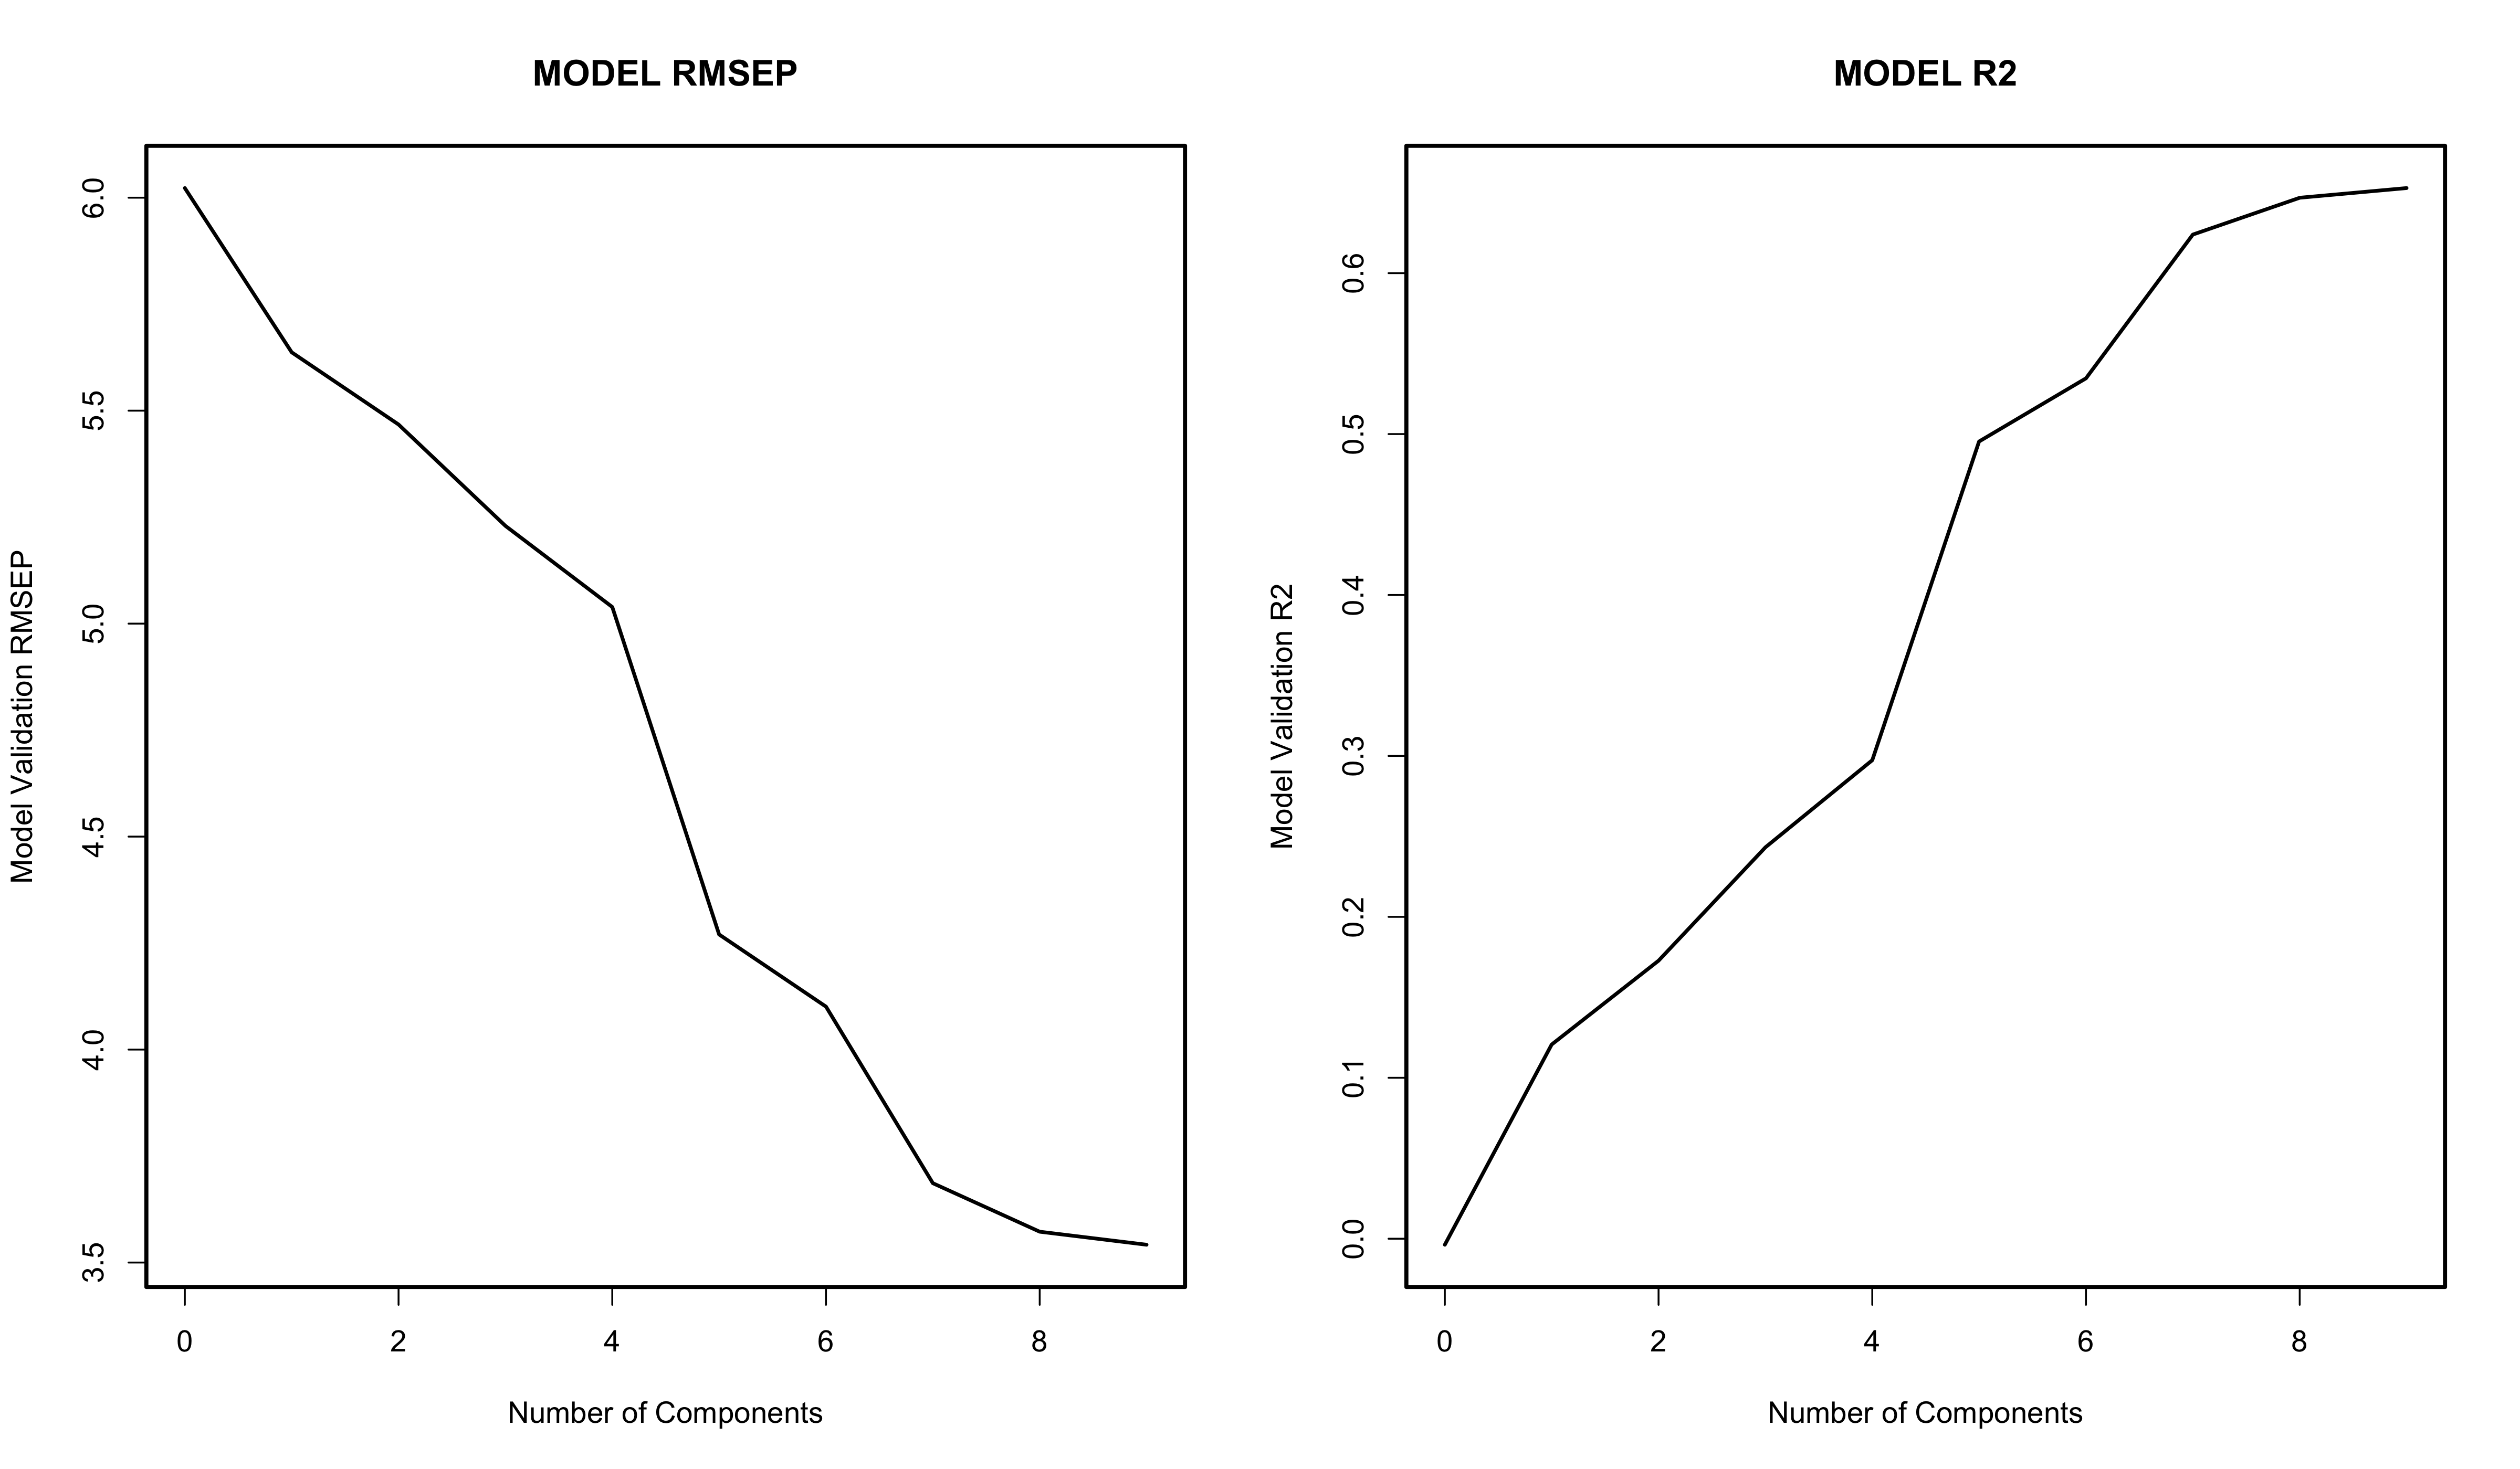 MODEL RMSEP
Model Validation RMSEP
6.0
5.5
5.0
4.5
4.0
3.5
0 2 4 6 8
Number of Components
MODEL R2
Model Validation R2
0.6
0.5
0.4
0.3
0.2
0.1
0.0
0 2 4 6 8
Number of Components